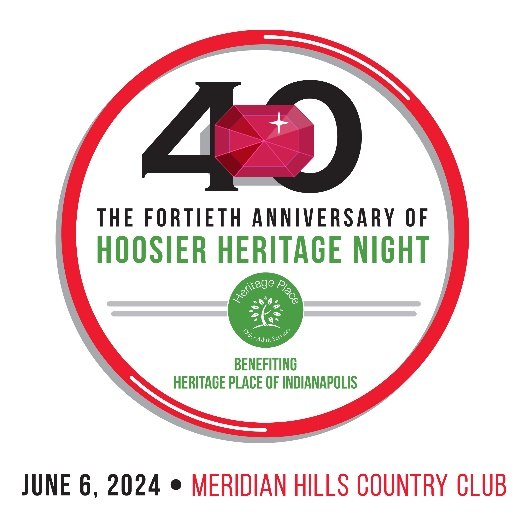 40
THE FORTIETH ANNIVERSARY OF
HOOSIER HERITAGE NIGHT
Heritage Place
BENEFITING
HERITAGE PLACE OF INDIANAPOLIS
JUNE 6, 2024 • MERIDIAN HILLS COUNTRY CLUB